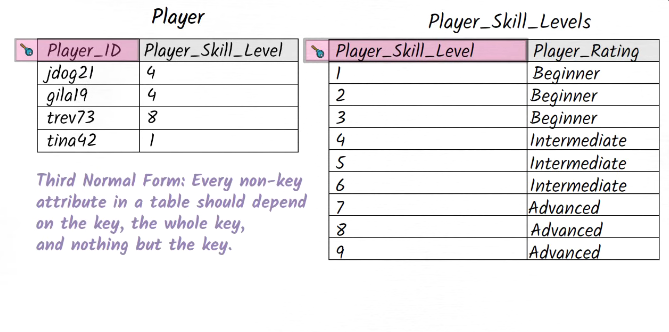 Player
Player_ID Player_Skill_Level
jdog21 4
gila19 4
trev73 8
tina42 1
Third Normal Form: Every non-key
attribute in a table should depend
on the key, the whole key,
and nothing but the key.
Player_Skill_Levels
Player_Skill_Level Player_Rating
1 Beginner
2 Beginner
3 Beginner
4 Intermediate
5 Intermediate
6 Intermediate
7 Advanced
8 Advanced
9 Advanced